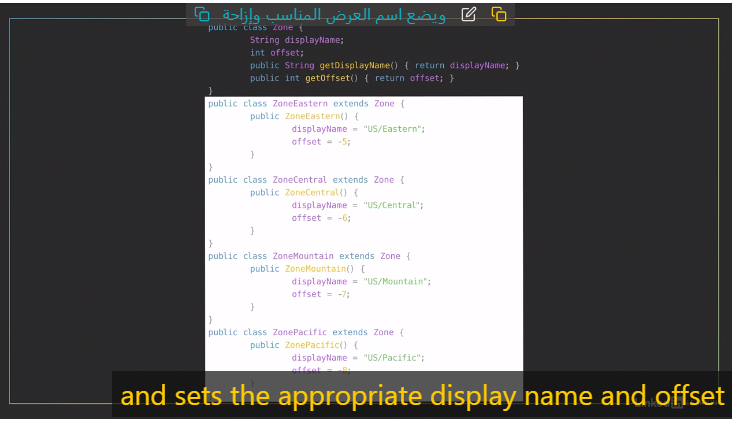 ويضع اسم العرض المناسب وإزاحة
public class Zone {
String displayName;
int offset;
public String getDisplayName() { return displayName; }
public int getOffset() { return offset; }
}
public class ZoneEastern extends Zone {
public ZoneEastern() {
displayName = "US/Eastern";
offset = -5;
}
}
public class ZoneCentral extends Zone {
public ZoneCentral() {
displayName = "US/Central";
offset = -6;
}
}
public class ZoneMountain extends Zone {
public ZoneMountain() {
displayName = "US/Mountain";
offset = -7;
}
}
public class ZonePacific extends Zone {
public ZonePacific() {
displayName = "US/Pacific";
offset = -8;
}
and sets the appropriate display name and offset